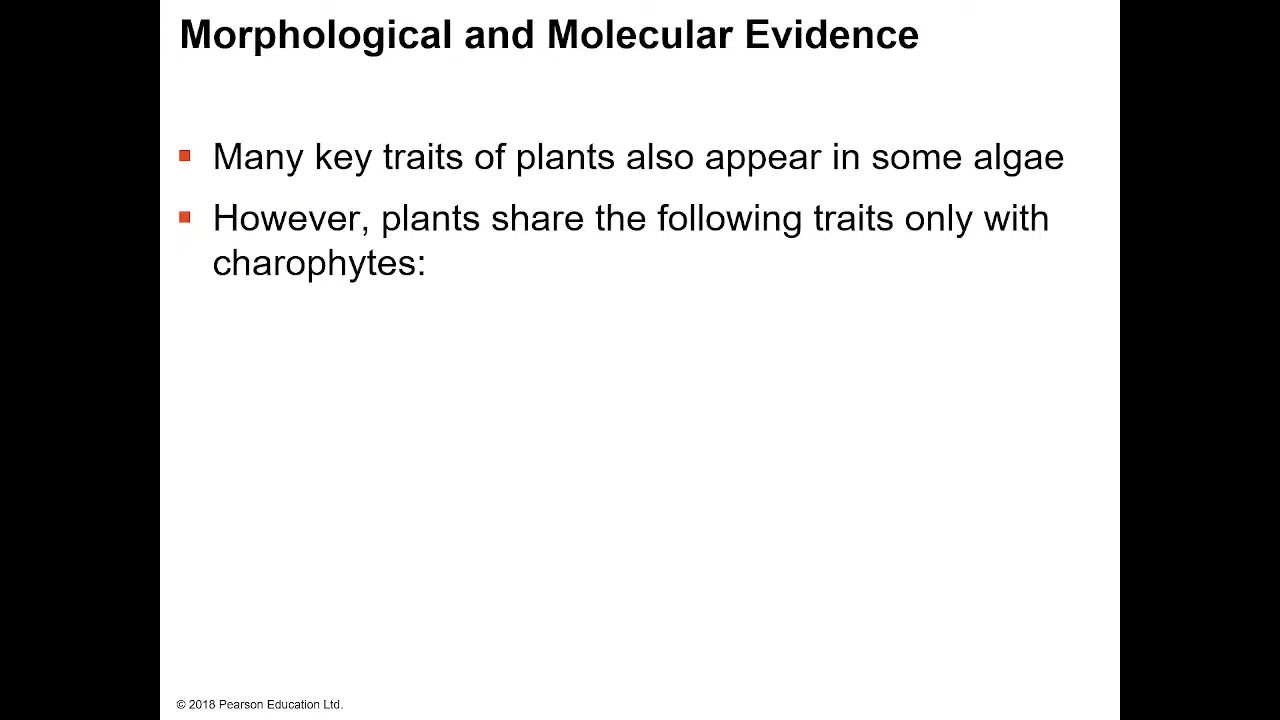 Morphological and Molecular Evidence
Many key traits of plants also appear in some algae
However, plants share the following traits only with
charophytes:
© 2018 Pearson Education Ltd.